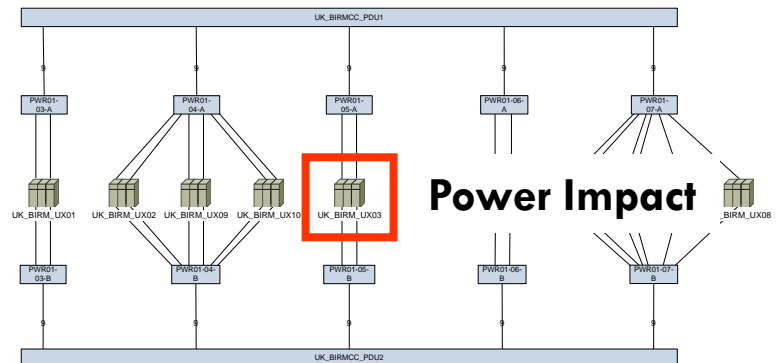 UK_BIRMCC_PDU1
9 9 9 9 9
PWR01-
03-A
PWR01-
04-A
PWR01-
05-A
PWR01-06-
A
PWR01-
07-A
Power Impact
UK_BIRM_UX01
UK_BIRM_UX02
UK_BIRM_UX09
UK_BIRM_UX10
UK_BIRM_UX03
_BIRM_UX08
PWR01-
03-B
PWR01-04-
B
PWR01-05-
B
PWR01-06-
B
PWR01-07-
B
9 9 9 9 9
UK_BIRMCC_PDU2